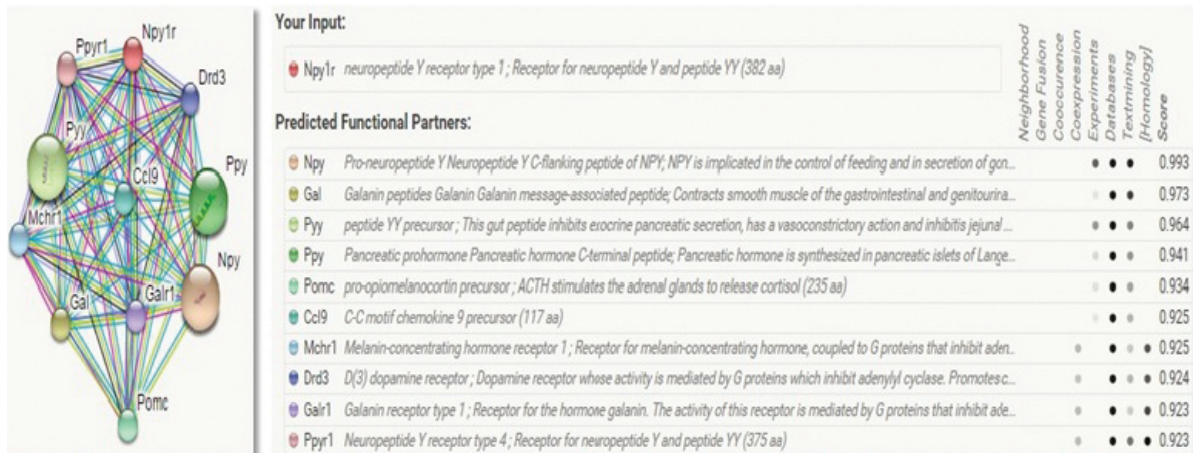 Ppyr1
Npy1r
Drd3
Pyy
Ccl9
Ppy
Mchr1
Npy
Gal
Galr1
Pomc
Your Input:
Npy1r neuropeptide Y receptor type 1 ; Receptor for neuropeptide Y and peptide YY (382 aa)
Neighborhood
Gene Fusion
Cooccurence
Coexpression
Experiments
Databases
Textmining
[Homology]
Score
Predicted Functional Partners:
Npy Pro-neuropeptide Y Neuropeptide Y C-flanking peptide of NPY; NPY is implicated in the control of feeding and in secretion of gon... 0.993
Gal Galanin peptides Galanin Galanin message-associated peptide; Contracts smooth muscle of the gastrointestinal and genitourira... 0.973
Pyy peptide YY precursor ; This gut peptide inhibits exocrine pancreatic secretion, has a vasoconstrictory action and inhibitis jejunal ... 0.964
Ppy Pancreatic prohormone Pancreatic hormone C-terminal peptide; Pancreatic hormone is synthesized in pancreatic islets of Lange... 0.941
Pomc pro-opiomelanocortin precursor ; ACTH stimulates the adrenal glands to release cortisol (235 aa) 0.934
Ccl9 C-C motif chemokine 9 precursor (117 aa) 0.925
Mchr1 Melanin-concentrating hormone receptor 1 ; Receptor for melanin-concentrating hormone, coupled to G proteins that inhibit aden... 0.925
Drd3 D(3) dopamine receptor ; Dopamine receptor whose activity is mediated by G proteins which inhibit adenylyl cyclase. Promotes c... 0.924
Galr1 Galanin receptor type 1 ; Receptor for the hormone galanin. The activity of this receptor is mediated by G proteins that inhibit ade... 0.923
Ppyr1 Neuropeptide Y receptor type 4 ; Receptor for neuropeptide Y and peptide YY (375 aa) 0.923